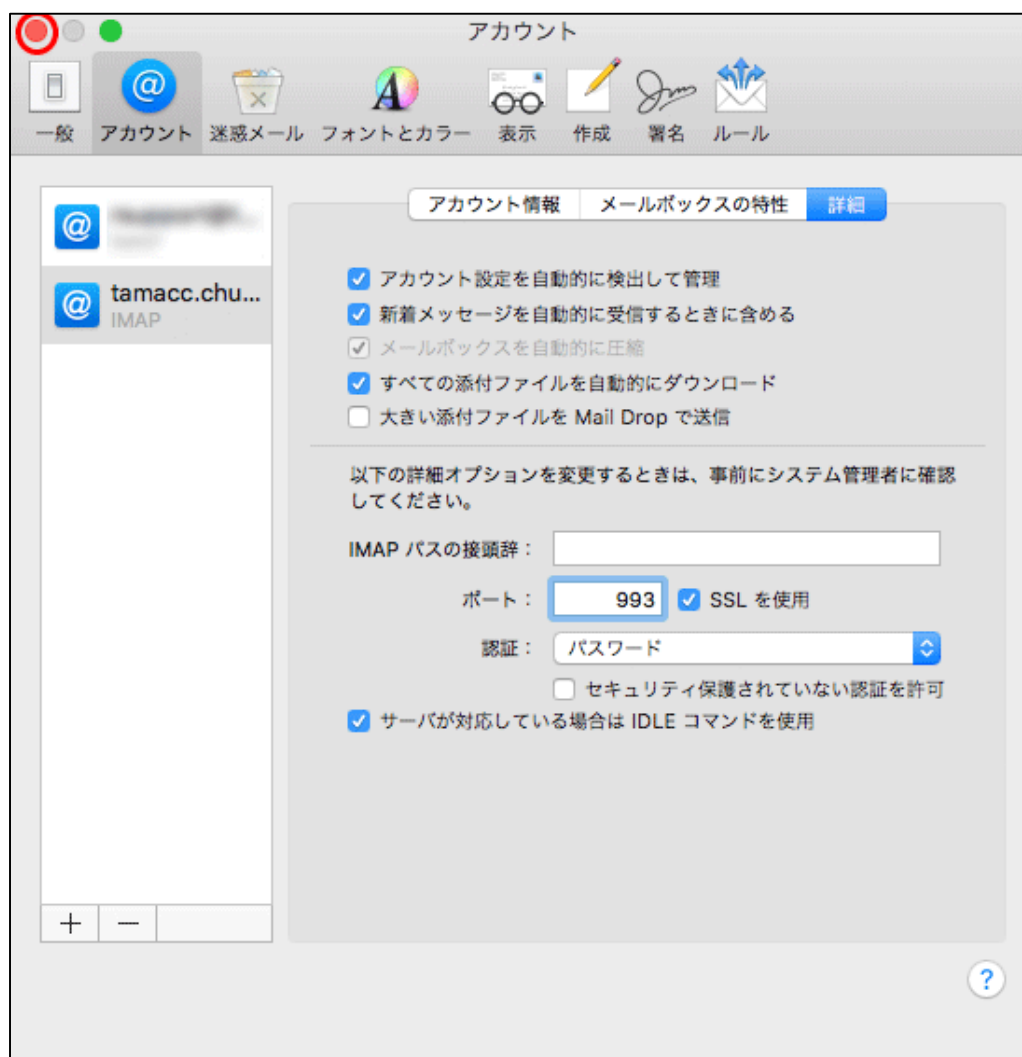 アカウント
一般 アカウント 迷惑メール フォントとカラー 表示 作成 署名 ルール
アカウント情報 メールボックスの特性 詳細
tamacc.chu...
IMAP
アカウント設定を自動的に検出して管理
新着メッセージを自動的に受信するときに含める
メールボックスを自動的に圧縮
すべての添付ファイルを自動的にダウンロード
大きい添付ファイルを Mail Drop で送信
以下の詳細オプションを変更するときは、事前にシステム管理者に確認
してください。
IMAP パスの接頭辞：
ポート： 993 SSL を使用
認証： パスワード
セキュリティ保護されていない認証を許可
サーバが対応している場合は IDLE コマンドを使用